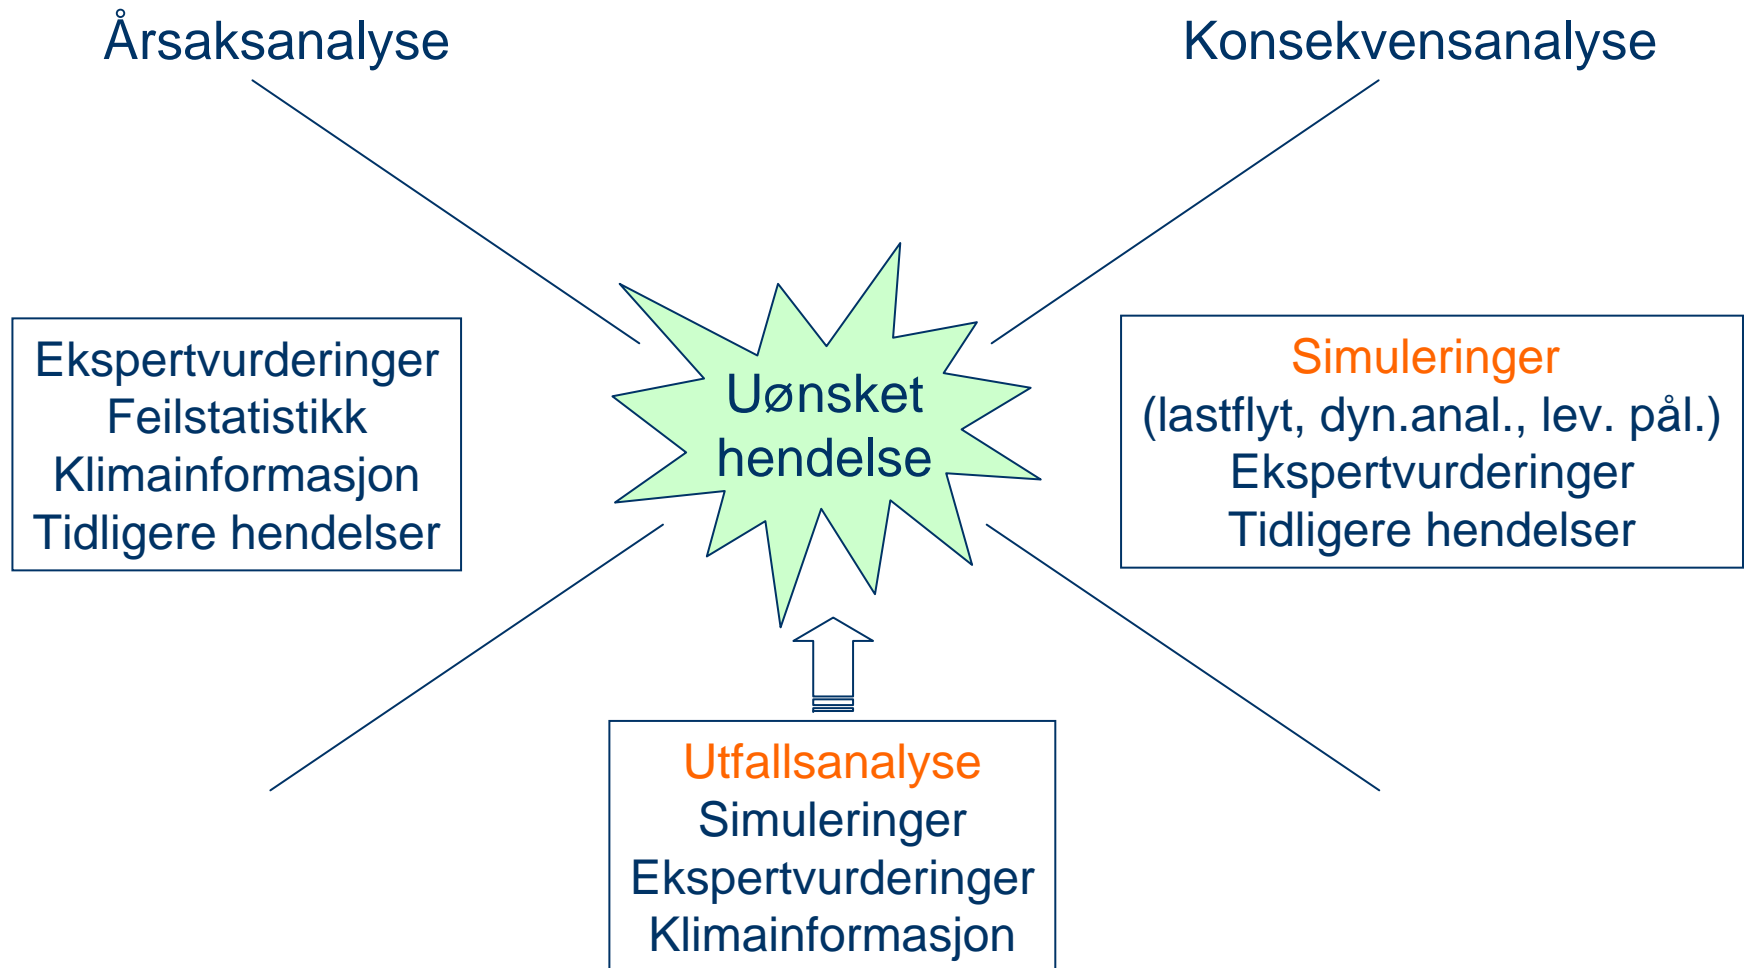 Årsaksanalyse
Konsekvensanalyse
Ekspertvurderinger
Feilstatistikk
Klimainformasjon
Tidligere hendelser
Uønsket
hendelse
Simuleringer
(lastflyt, dyn.anal., lev. pål.)
Ekspertvurderinger
Tidligere hendelser
Utfallsanalyse
Simuleringer
Ekspertvurderinger
Klimainformasjon